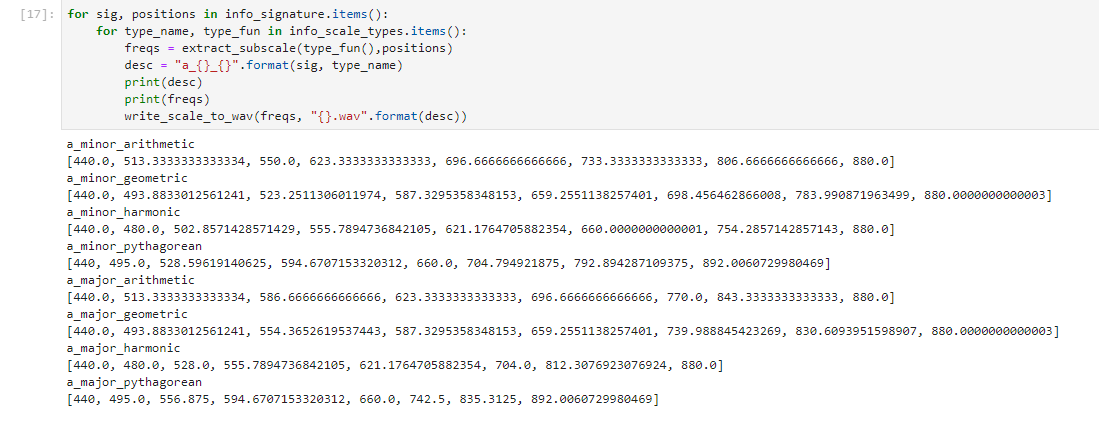 [17]: for sig, positions in info_signature.items():
    for type_name, type_fun in info_scale_types.items():
        freqs = extract_subscale(type_fun(),positions)
        desc = "a_{}_{}".format(sig, type_name)
        print(desc)
        print(freqs)
        write_scale_to_wav(freqs, "{}.wav".format(desc))
a_minor_arithmetic
[440.0, 513.3333333333334, 550.0, 623.3333333333333, 696.6666666666666, 733.3333333333333, 806.6666666666666, 880.0]
a_minor_geometric
[440.0, 493.8833012561241, 523.2511306011974, 587.3295358348153, 659.2551138257401, 698.456462866008, 783.990871963499, 880.0000000000003]
a_minor_harmonic
[440.0, 480.0, 502.8571428571429, 555.7894736842105, 621.1764705882354, 660.0000000000001, 754.2857142857143, 880.0]
a_minor_pythagorean
[440, 495.0, 528.59619140625, 594.6707153320312, 660.0, 704.794921875, 792.894287109375, 892.0060729980469]
a_major_arithmetic
[440.0, 513.3333333333334, 586.6666666666666, 623.3333333333333, 696.6666666666666, 770.0, 843.3333333333333, 880.0]
a_major_geometric
[440.0, 493.8833012561241, 554.3652619537443, 587.3295358348153, 659.2551138257401, 739.988845423269, 830.6093951598907, 880.0000000000003]
a_major_harmonic
[440.0, 480.0, 528.0, 555.7894736842105, 621.1764705882354, 704.0, 812.3076923076924, 880.0]
a_major_pythagorean
[440, 495.0, 556.875, 594.6707153320312, 660.0, 742.5, 835.3125, 892.0060729980469]